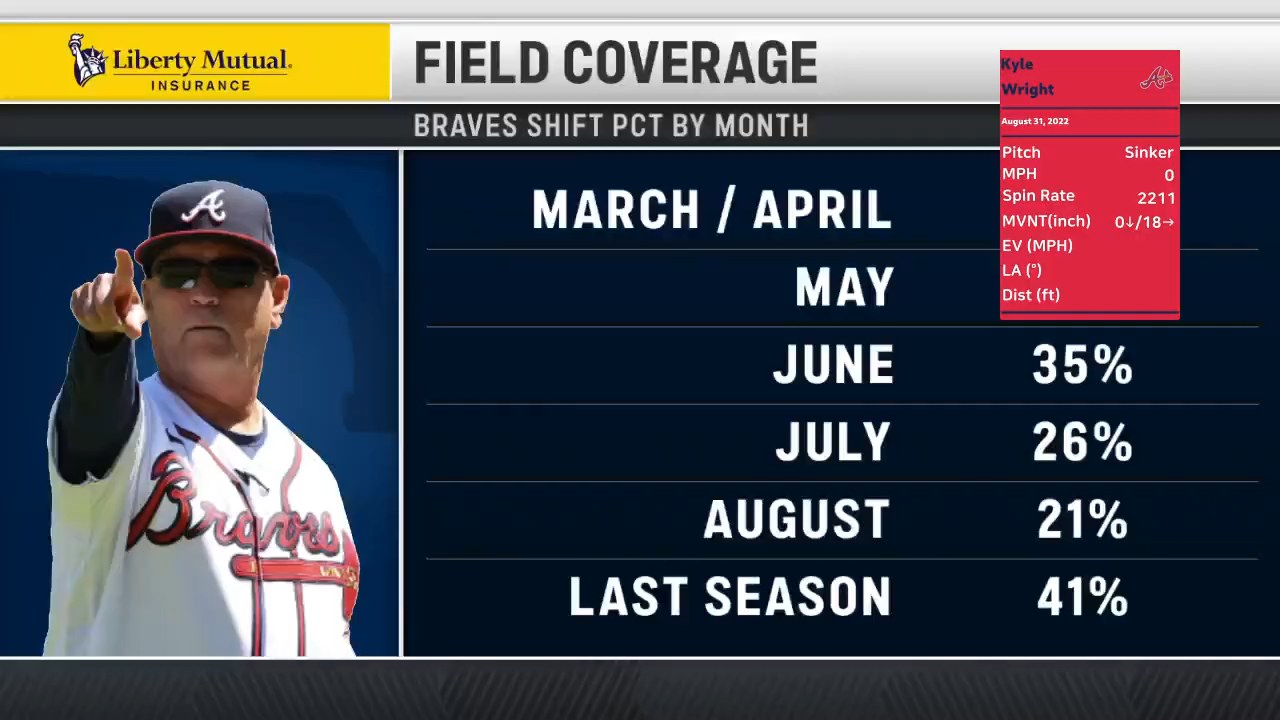 Liberty Mutual.
INSURANCE
FIELD COVERAGE
BRAVES SHIFT PCT BY MONTH
Kyle
Wright
A
August 31, 2022
Pitch Sinker
MPH 0
Spin Rate 2211
MVNT(inch) 0↓/18→
EV (MPH)
LA (°)
Dist (ft)
MARCH / APRIL
MAY
JUNE 35%
JULY 26%
AUGUST 21%
LAST SEASON 41%
A
Braves